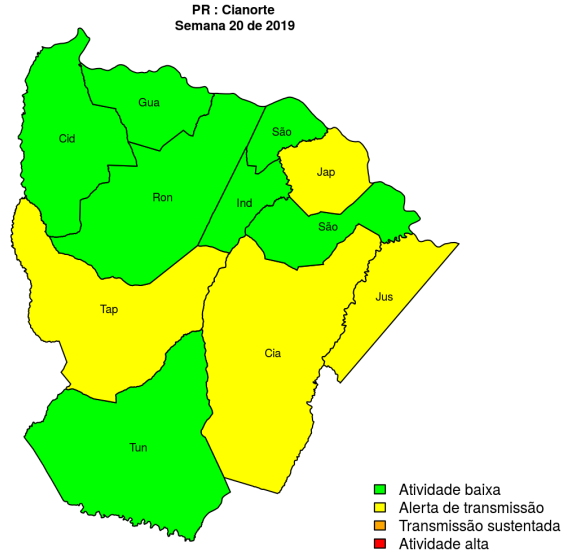 PR : Cianorte
Semana 20 de 2019
Gua
São
Cid
Jap
Ron
Ind
São
Jus
Tap
Cia
Tun
Atividade baixa
Alerta de transmissão
Transmissão sustentada
Atividade alta